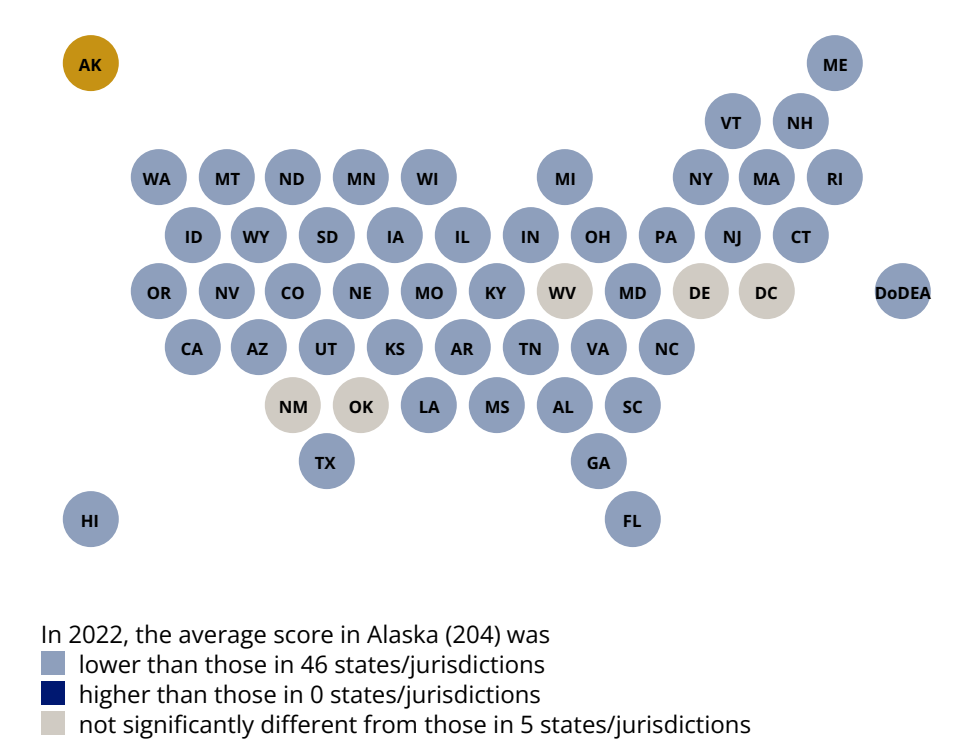 AK ME
VT NH
WA MT ND MN WI MI NY MA RI
ID WY SD IA IL IN OH PA NJ CT
OR NV CO NE MO KY WV MD DE DC DoDEA
CA AZ UT KS AR TN VA NC
NM OK LA MS AL SC
TX GA
HI FL
In 2022, the average score in Alaska (204) was
lower than those in 46 states/jurisdictions
higher than those in 0 states/jurisdictions
not significantly different from those in 5 states/jurisdictions